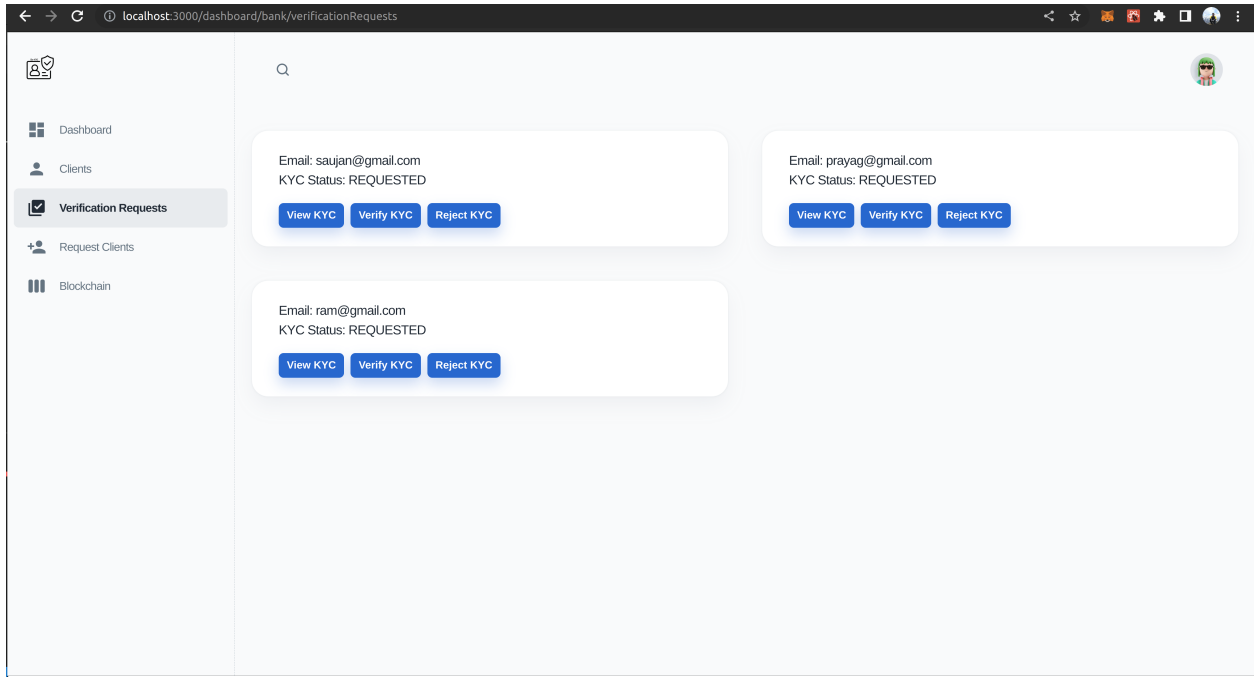 localhost:3000/dashboard/bank/verificationRequests
Dashboard
Clients
Verification Requests
Request Clients
Blockchain
Email: saujan@gmail.com
KYC Status: REQUESTED
View KYC Verify KYC Reject KYC
Email: prayag@gmail.com
KYC Status: REQUESTED
View KYC Verify KYC Reject KYC
Email: ram@gmail.com
KYC Status: REQUESTED
View KYC Verify KYC Reject KYC